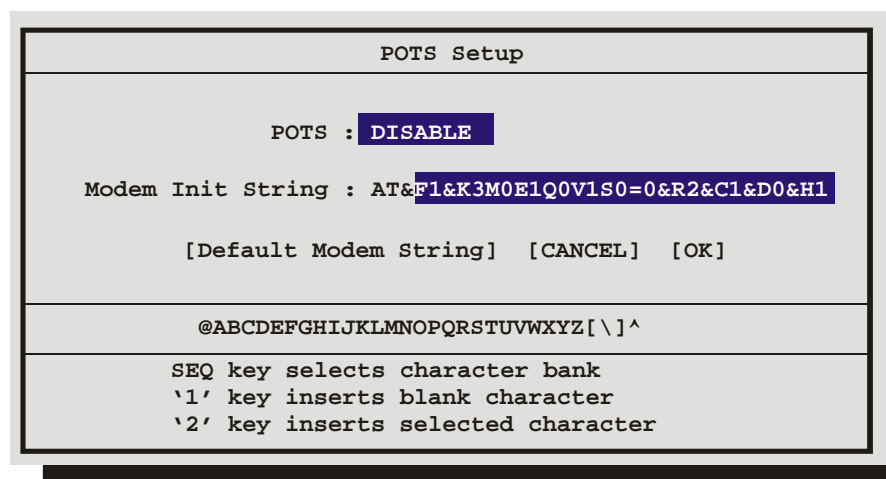 POTS Setup
POTS : DISABLE
Modem Init String : AT&F1&K3M0E1Q0V1S0=0&R2&C1&D0&H1
[Default Modem String] [CANCEL] [OK]
@ABCDEFGHIJKLMNOPQRSTUVWXYZ[\]^
SEQ key selects character bank
‘1’ key inserts blank character
‘2’ key inserts selected character